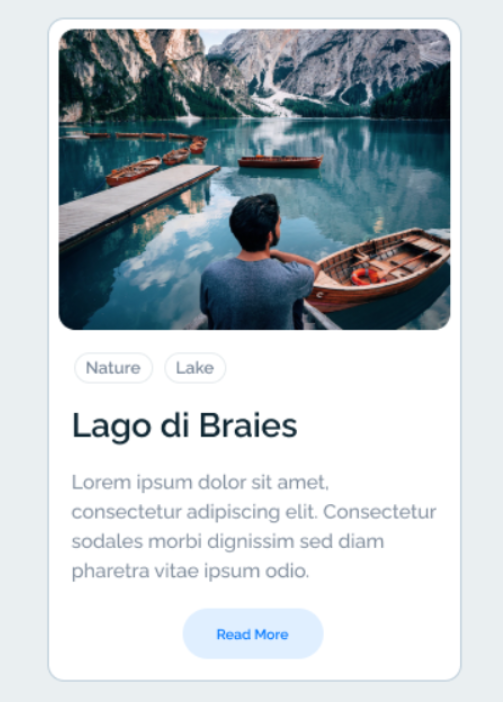 Nature Lake
Lago di Braies
Lorem ipsum dolor sit amet,
consectetur adipiscing elit. Consectetur
sodales morbi dignissim sed diam
pharetra vitae ipsum odio.
Read More